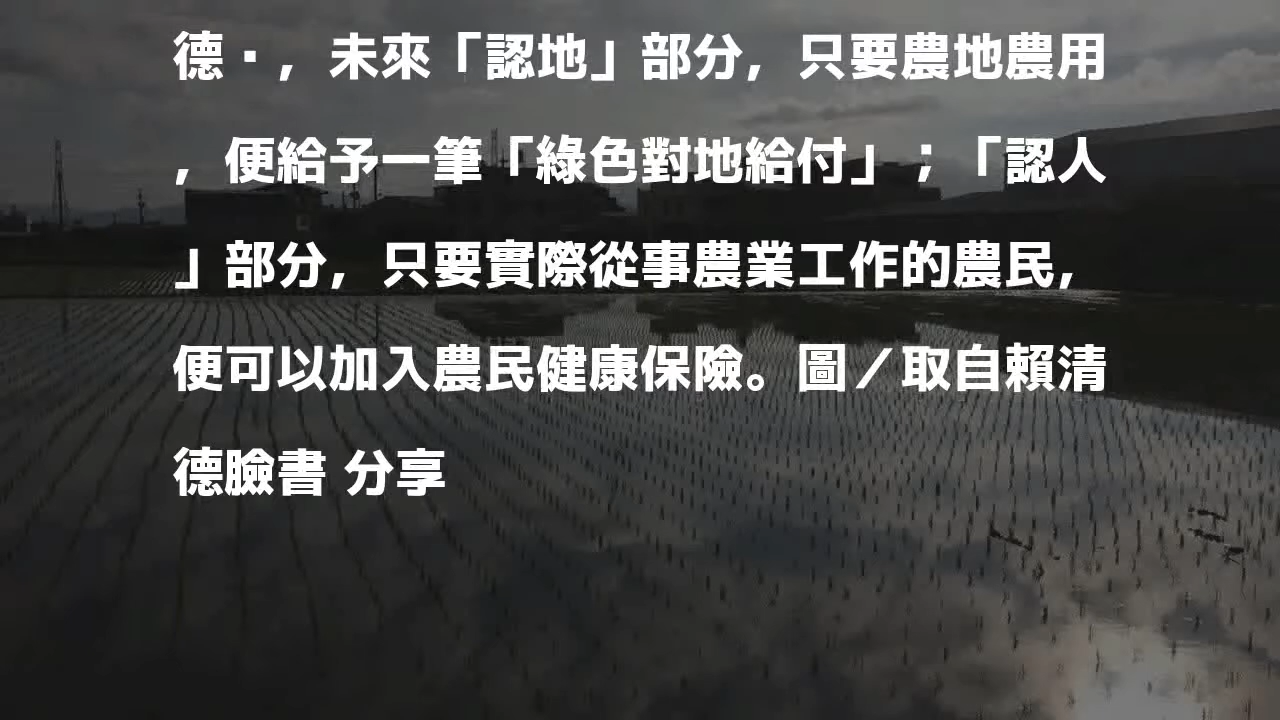 德▪，未來「認地」部分，只要農地農用
，便給予一筆「綠色對地給付」；「認人
」部分，只要實際從事農業工作的農民，
便可以加入農民健康保險。圖／取自賴清
德臉書 分享